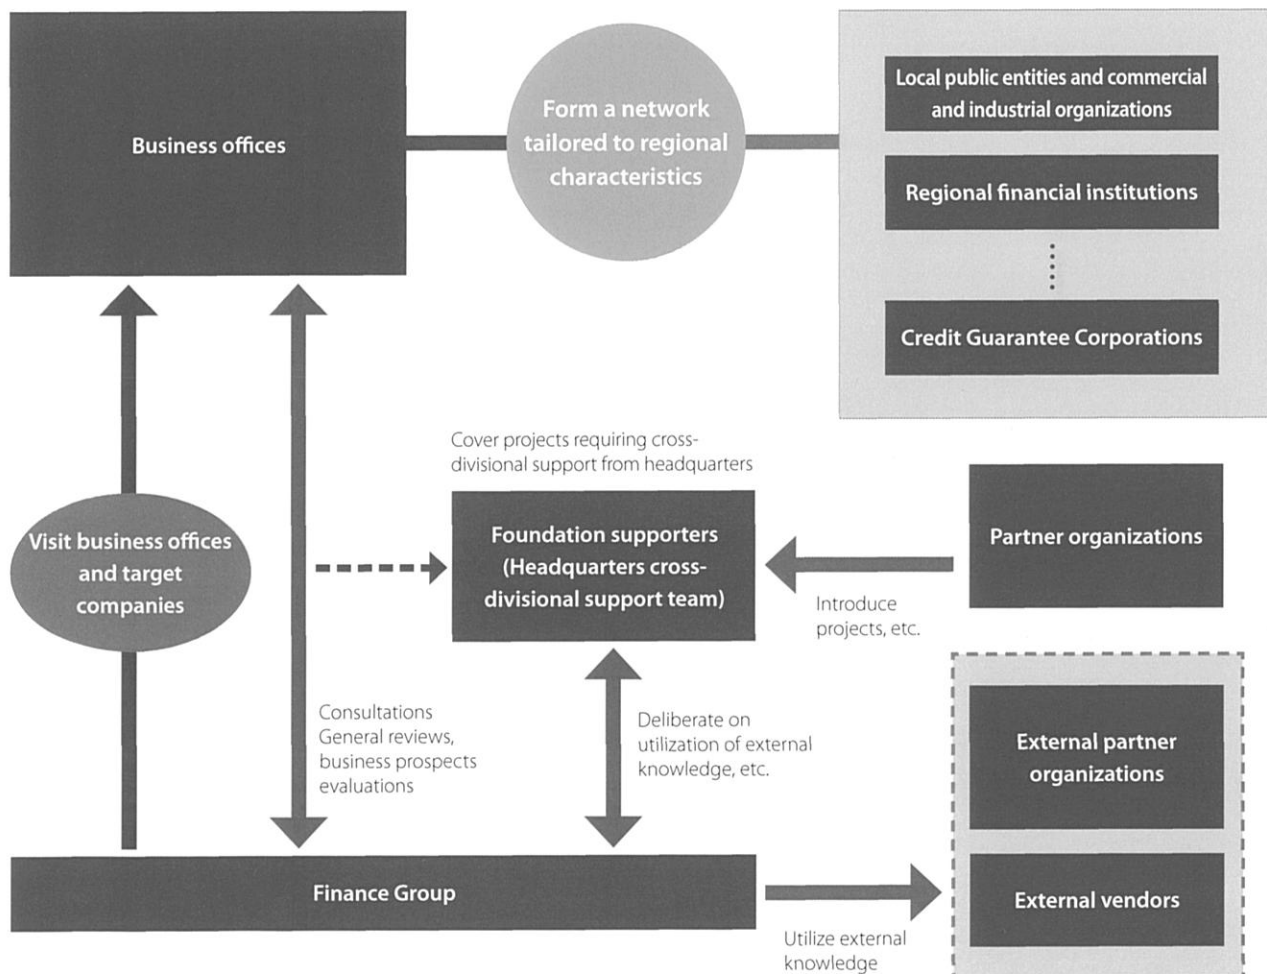 Business offices
Form a network
tailored to regional
characteristics
Local public entities and commercial
and industrial organizations
Regional financial institutions
Credit Guarantee Corporations
Cover projects requiring cross-
divisional support from headquarters
Visit business offices
and target
companies
Foundation supporters
(Headquarters cross-
divisional support team)
Partner organizations
Introduce
projects, etc.
Consultations
General reviews,
business prospects
evaluations
Deliberate on
utilization of external
knowledge, etc.
External partner
organizations
External vendors
Finance Group
Utilize external
knowledge